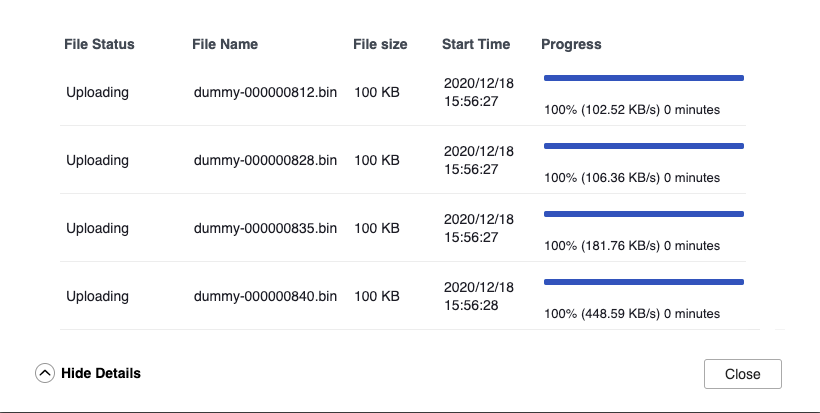 File Status File Name File size Start Time Progress
Uploading dummy-000000812.bin 100 KB 2020/12/18
15:56:27
100% (102.52 KB/s) 0 minutes
Uploading dummy-000000828.bin 100 KB 2020/12/18
15:56:27
100% (106.36 KB/s) 0 minutes
Uploading dummy-000000835.bin 100 KB 2020/12/18
15:56:27
100% (181.76 KB/s) 0 minutes
Uploading dummy-000000840.bin 100 KB 2020/12/18
15:56:28
100% (448.59 KB/s) 0 minutes
Hide Details Close